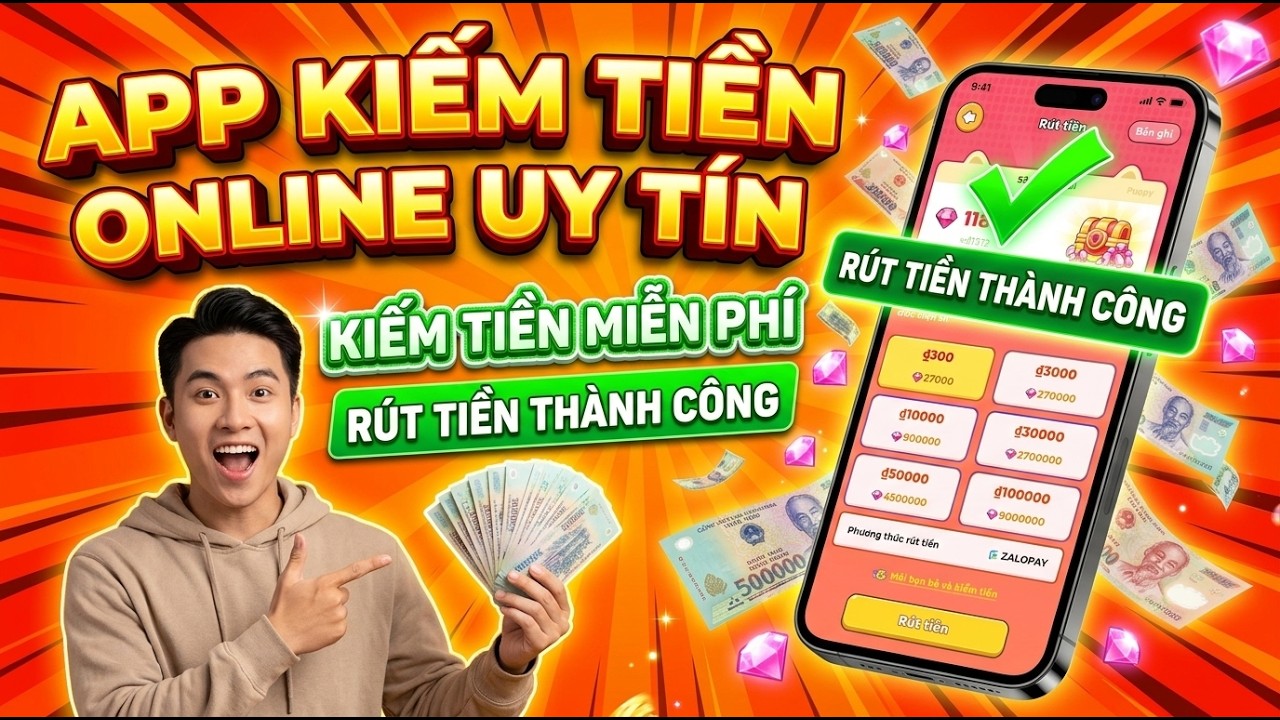 APP KIẾM TIỀN
ONLINE UY TÍN
KIẾM TIỀN MIỄN PHÍ
RÚT TIỀN THÀNH CÔNG
9:41
Rút tiền
Bản ghi
118
RÚT TIỀN THÀNH CÔNG
₫300
27000
₫3000
270000
₫10000
900000
₫30000
2700000
₫50000
4500000
₫100000
9000000
Phương thức rút tiền
ZALOPAY
Mời bạn bè và kiếm tiền
Rút tiền
500000